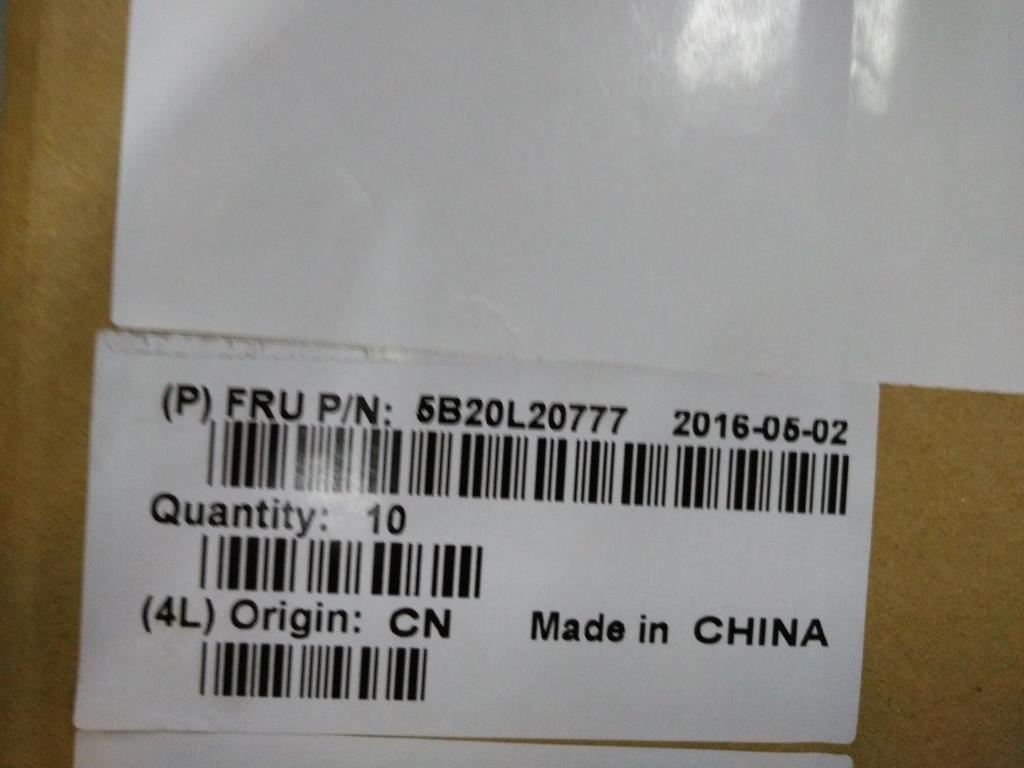 (P) FRU P/N: 5B20L20777 2016-05-02
Quantity: 10
(4L) Origin: CN Made in CHINA